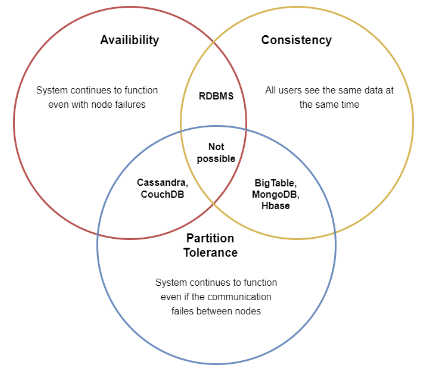 Availibility
Consistency
System continues to function
even with node failures
RDBMS
All users see the same data at
the same time
Not
possible
Cassandra,
CouchDB
BigTable,
MongoDB,
Hbase
Partition
Tolerance
System continues to function
even if the communication
failes between nodes